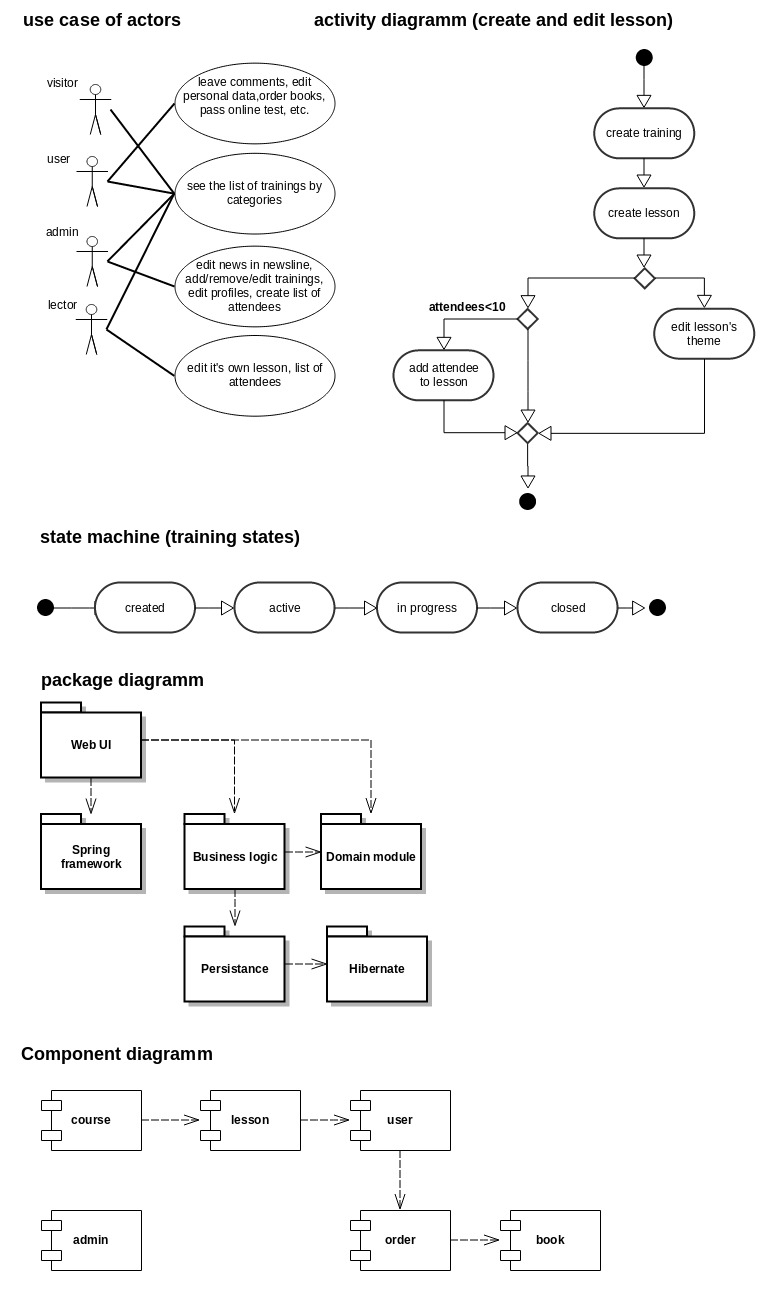 use case of actors
visitor
user
admin
lector
leave comments, edit
personal data,order books,
pass online test, etc.
see the list of trainings by
categories
edit news in newsline,
add/remove/edit trainings,
edit profiles, create list of
attendees
edit it's own lesson, list of
attendees
activity diagramm (create and edit lesson)
create training
create lesson
attendees<10
edit lesson's
theme
add attendee
to lesson
state machine (training states)
created
active
in progress
closed
package diagramm
Web UI
Spring
framework
Business logic
Domain module
Persistance
Hibernate
Component diagramm
course
lesson
user
admin
order
book